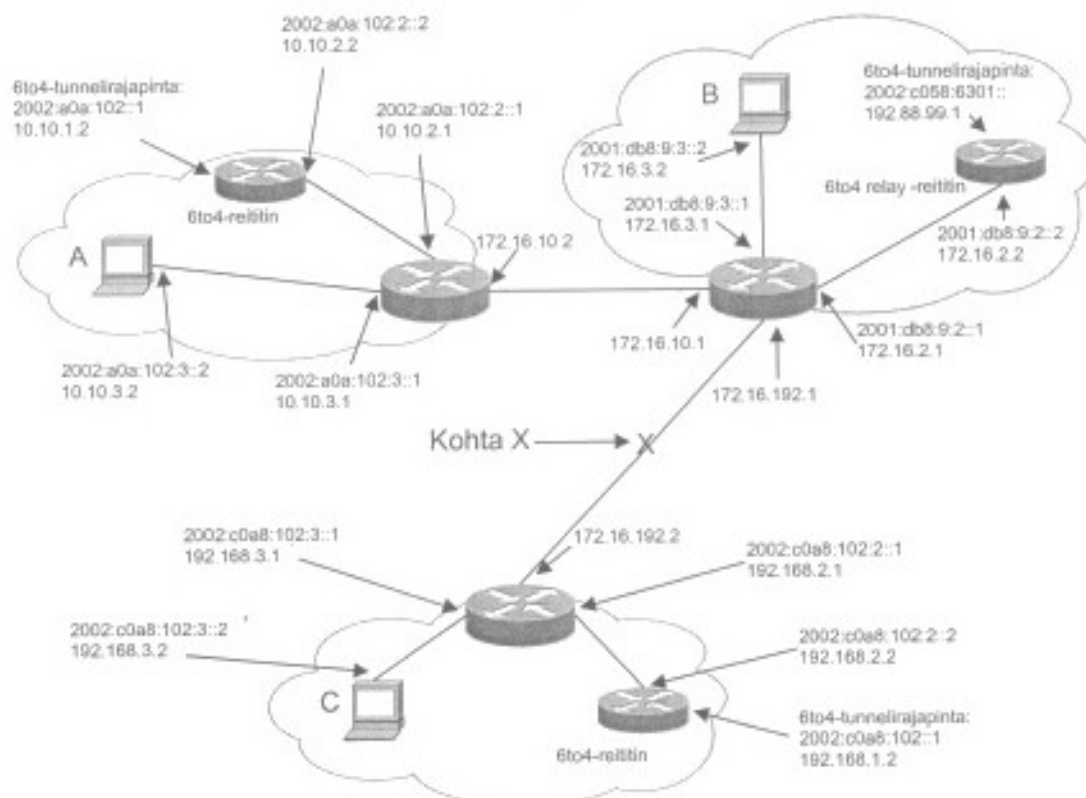 2002:a0a:102:2::2
10.10.2.2
6to4-tunnelirajapinta:
2002:a0a:102::1
10.10.1.2
2002:a0a:102:2::1
10.10.2.1
6to4-reititin
A
172.16.10.2
2002:a0a:102:3::2
10.10.3.2
2002:a0a:102:3::1
10.10.3.1
B
6to4-tunnelirajapinta:
2002:c058:6301::
192.88.99.1
2001:db8:9:3::2
172.16.3.2
6to4 relay -reititin
2001:db8:9:3::1
172.16.3.1
2001:db8:9:2::2
172.16.2.2
172.16.10.1
2001:db8:9:2::1
172.16.2.1
172.16.192.1
Kohta X
X
172.16.192.2
2002:c0a8:102:3::1
192.168.3.1
2002:c0a8:102:2::1
192.168.2.1
2002:c0a8:102:3::2
192.168.3.2
2002:c0a8:102:2::2
192.168.2.2
C
6to4-reititin
6to4-tunnelirajapinta:
2002:c0a8:102::1
192.168.1.2